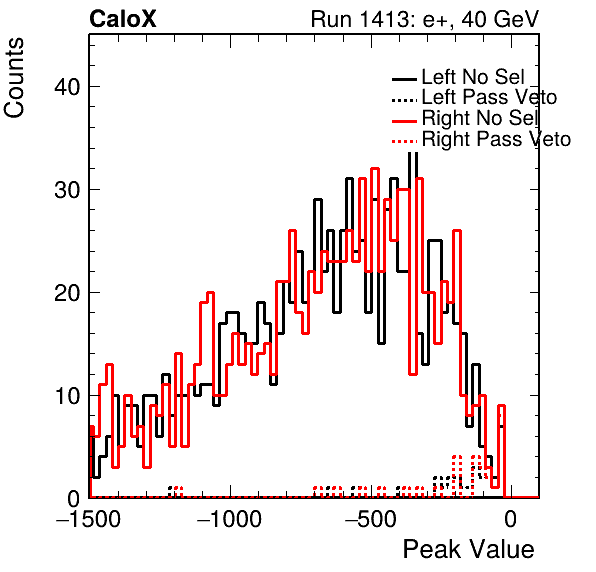 CaloX Run 1413: e+, 40 GeV
Counts
Left No Sel
Left Pass Veto
Right No Sel
Right Pass Veto
40
30
20
10
0
−1500 −1000 −500 0
Peak Value